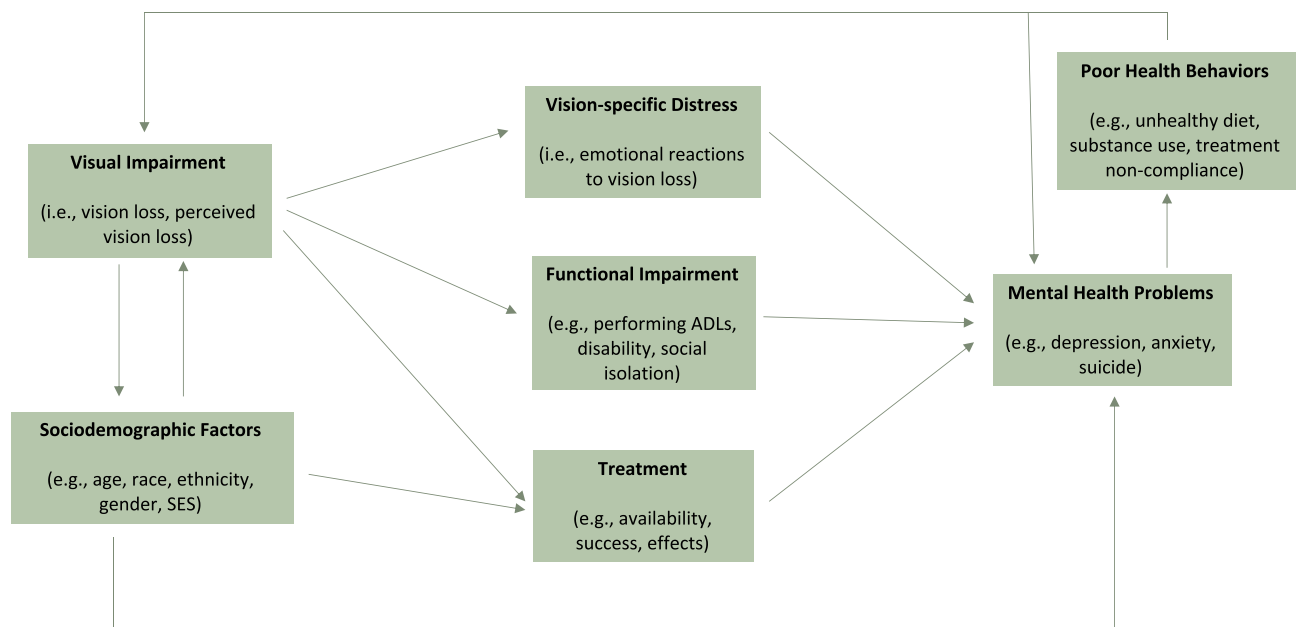 Poor Health Behaviors
(e.g., unhealthy diet,
substance use, treatment
non-compliance)
Vision-specific Distress
(i.e., emotional reactions
to vision loss)
Visual Impairment
(i.e., vision loss, perceived
vision loss)
Functional Impairment
(e.g., performing ADLs,
disability, social
isolation)
Mental Health Problems
(e.g., depression, anxiety,
suicide)
Sociodemographic Factors
(e.g., age, race, ethnicity,
gender, SES)
Treatment
(e.g., availability,
success, effects)